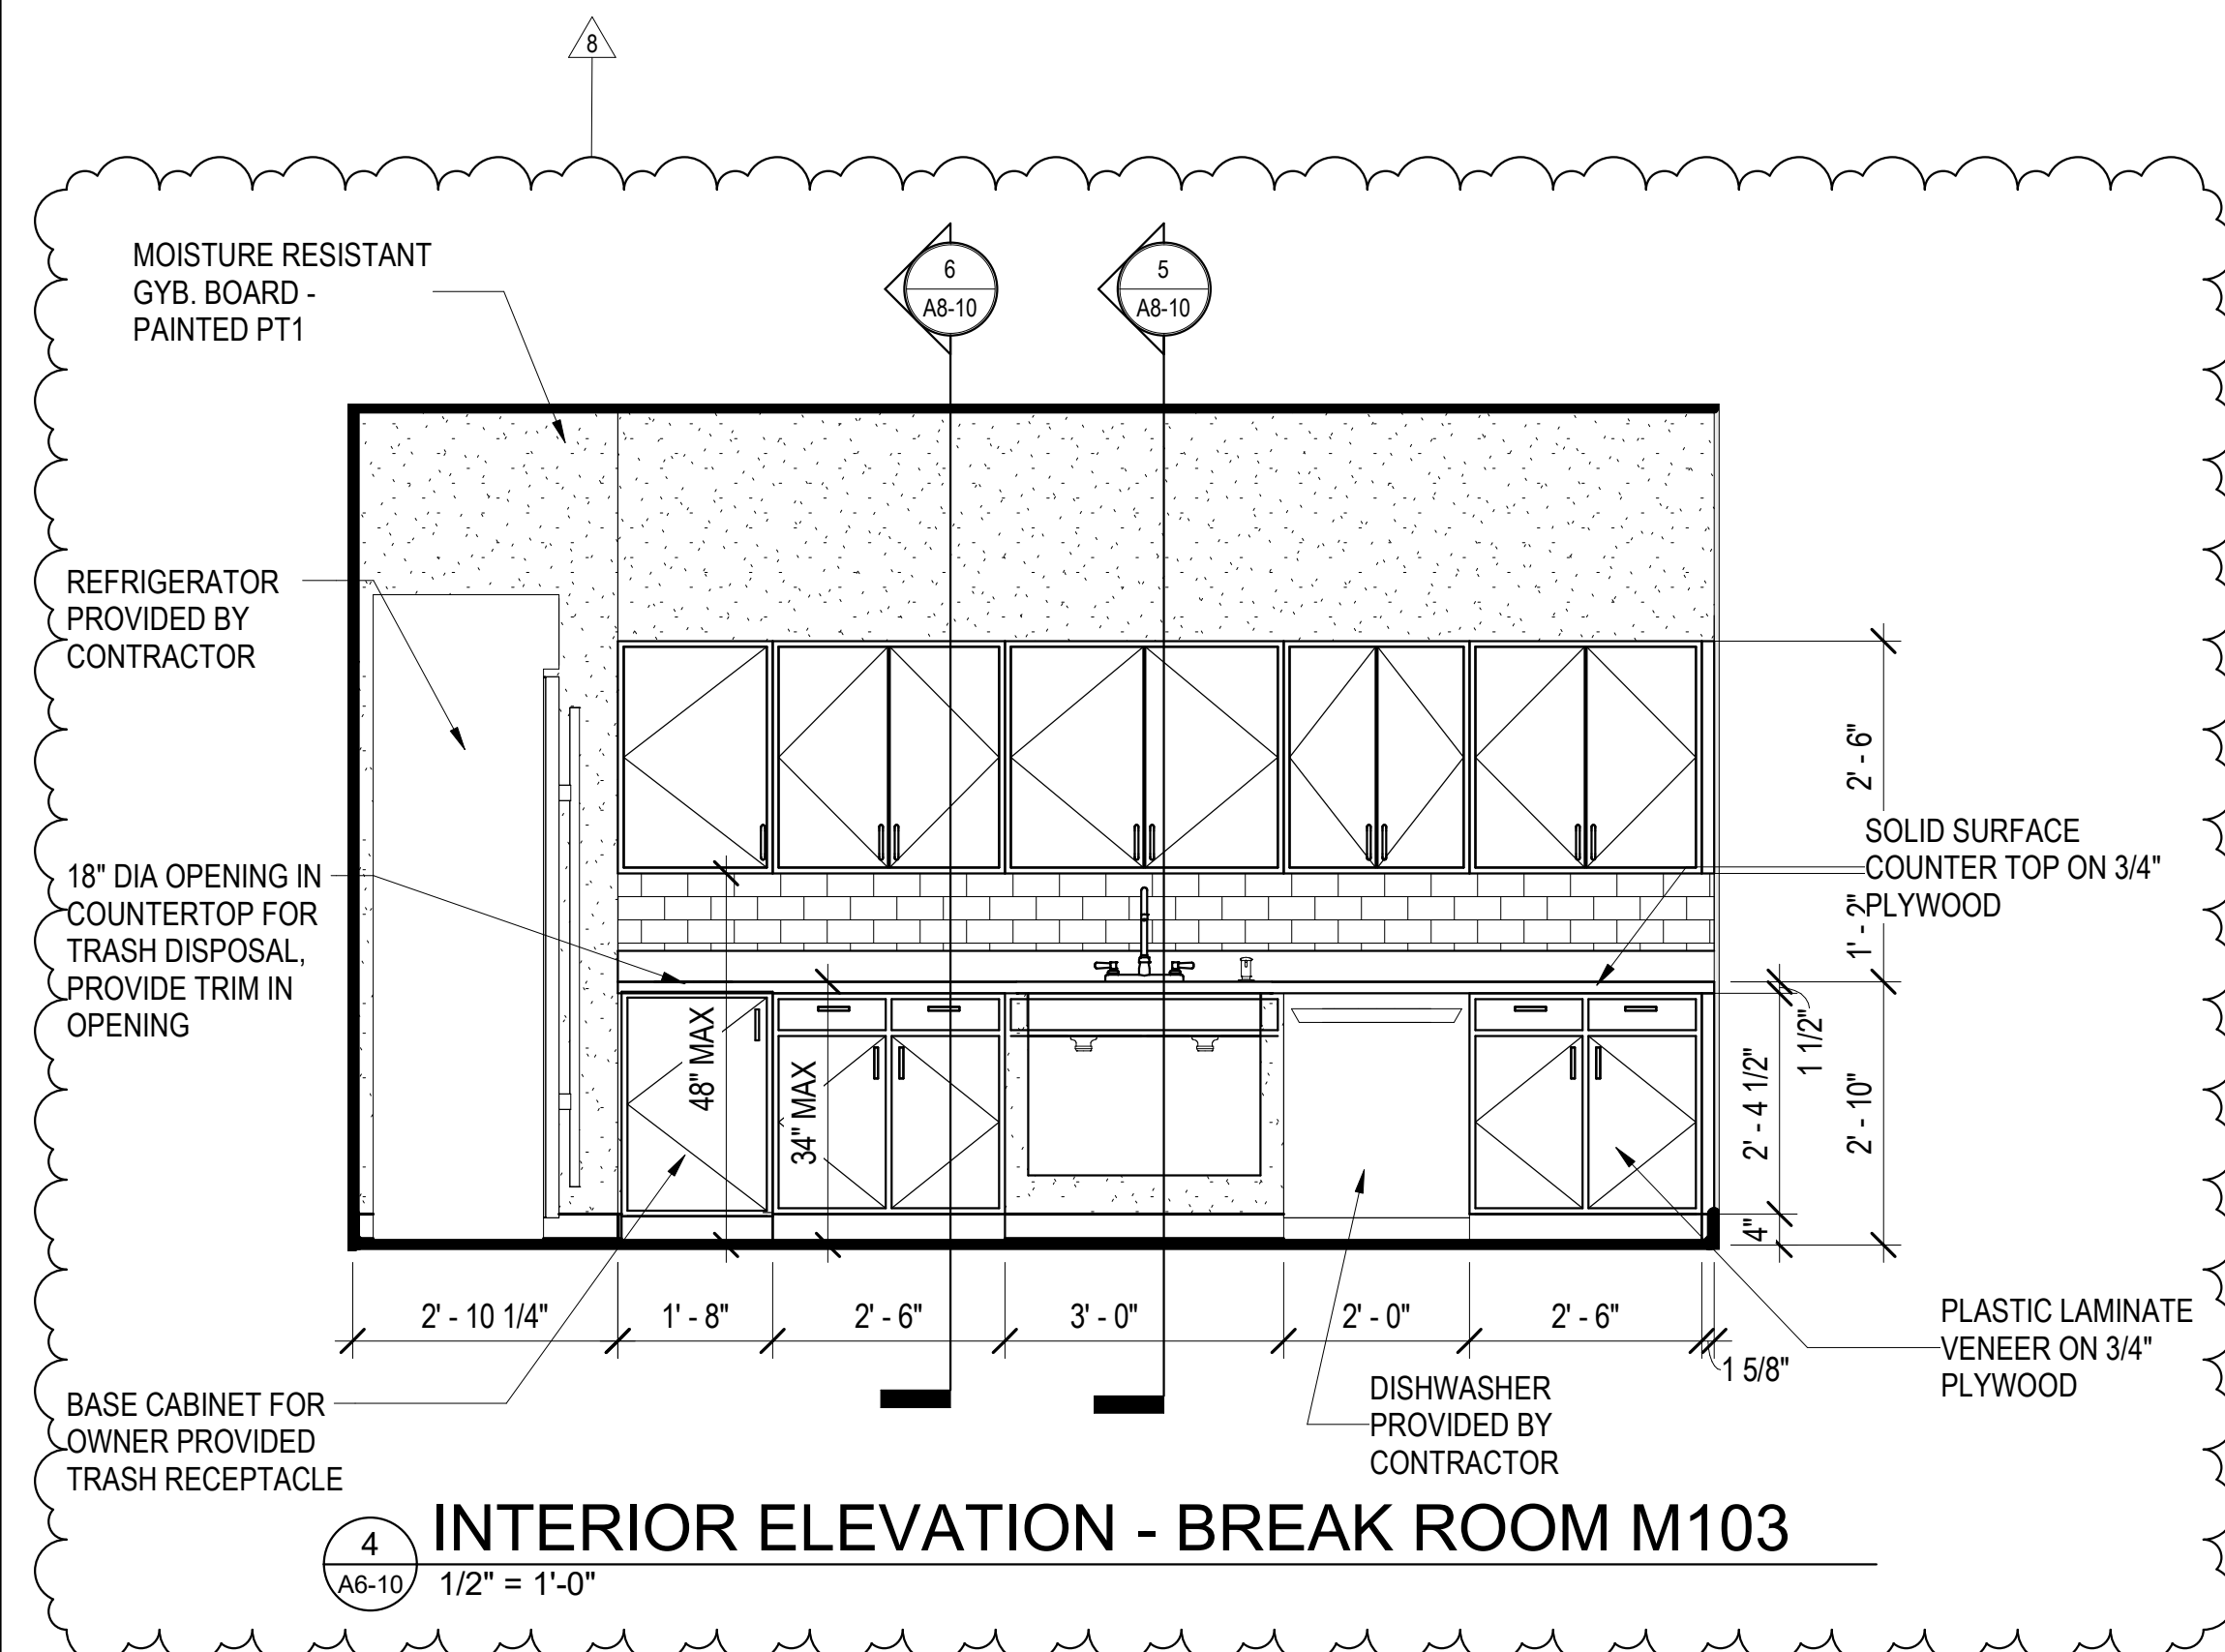 8
MOISTURE RESISTANT
GYB. BOARD -
PAINTED PT1
6
A8-10
5
A8-10
REFRIGERATOR
PROVIDED BY
CONTRACTOR
18" DIA OPENING IN
COUNTERTOP FOR
TRASH DISPOSAL,
PROVIDE TRIM IN
OPENING
2' - 6"
SOLID SURFACE
COUNTER TOP ON 3/4"
PLYWOOD
1' - 2"
48" MAX
34" MAX
1 1/2"
2' - 4 1/2"
2' - 10"
4"
2' - 10 1/4"
1' - 8"
2' - 6"
3' - 0"
2' - 0"
2' - 6"
1 5/8"
PLASTIC LAMINATE
VENEER ON 3/4"
PLYWOOD
BASE CABINET FOR
OWNER PROVIDED
TRASH RECEPTACLE
DISHWASHER
PROVIDED BY
CONTRACTOR
4
A6-10
INTERIOR ELEVATION - BREAK ROOM M103
1/2" = 1'-0"